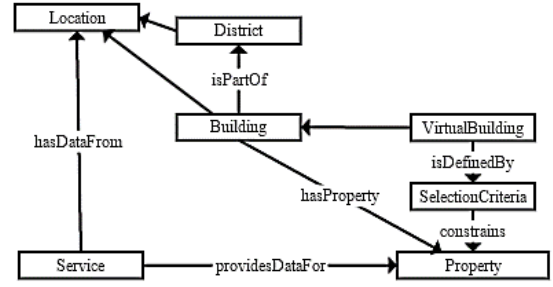 Location
District
isPartOf
Building
VirtualBuilding
hasDataFrom
isDefinedBy
hasProperty
SelectionCriteria
constrains
Service
providesDataFor
Property